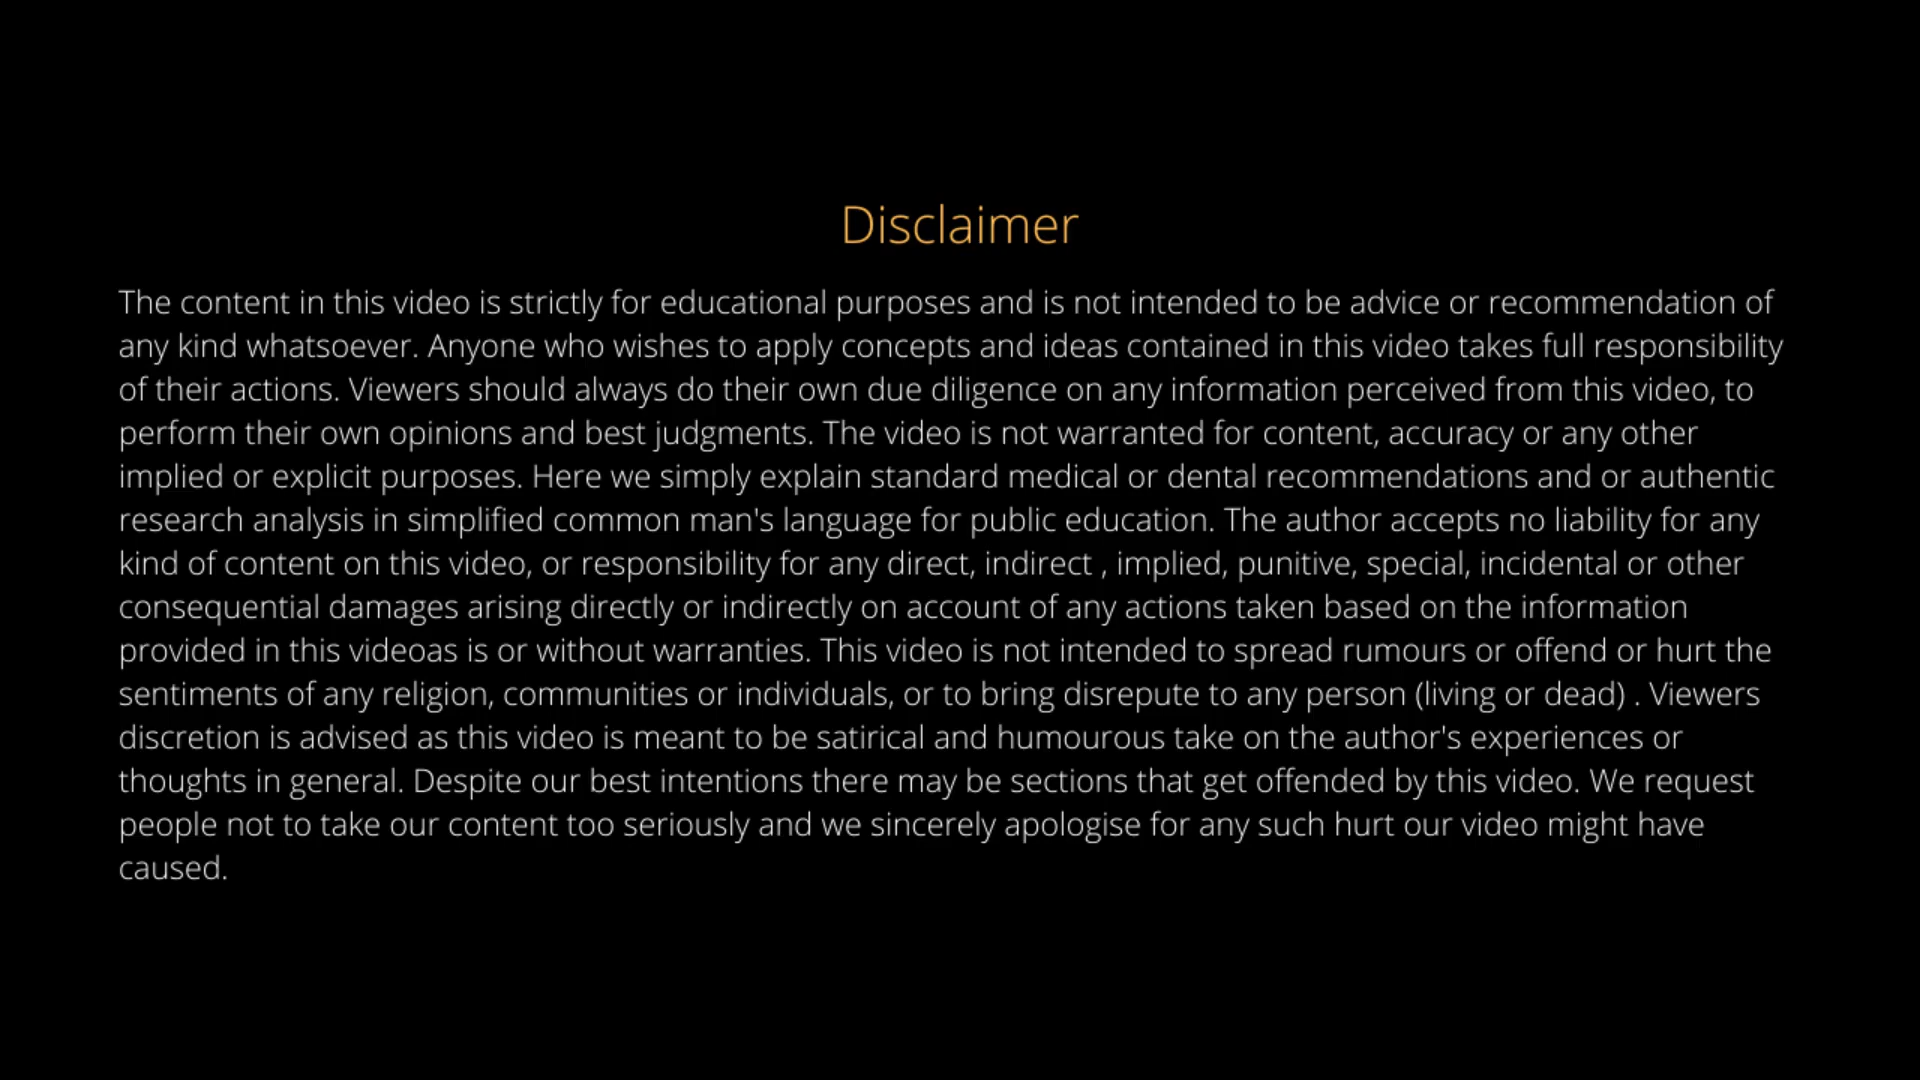 Disclaimer
The content in this video is strictly for educational purposes and is not intended to be advice or recommendation of
any kind whatsoever. Anyone who wishes to apply concepts and ideas contained in this video takes full responsibility
of their actions. Viewers should always do their own due diligence on any information perceived from this video, to
perform their own opinions and best judgments. The video is not warranted for content, accuracy or any other
implied or explicit purposes. Here we simply explain standard medical or dental recommendations and or authentic
research analysis in simplified common man's language for public education. The author accepts no liability for any
kind of content on this video, or responsibility for any direct, indirect , implied, punitive, special, incidental or other
consequential damages arising directly or indirectly on account of any actions taken based on the information
provided in this videoas is or without warranties. This video is not intended to spread rumours or offend or hurt the
sentiments of any religion, communities or individuals, or to bring disrepute to any person (living or dead) . Viewers
discretion is advised as this video is meant to be satirical and humourous take on the author's experiences or
thoughts in general. Despite our best intentions there may be sections that get offended by this video. We request
people not to take our content too seriously and we sincerely apologise for any such hurt our video might have
caused.